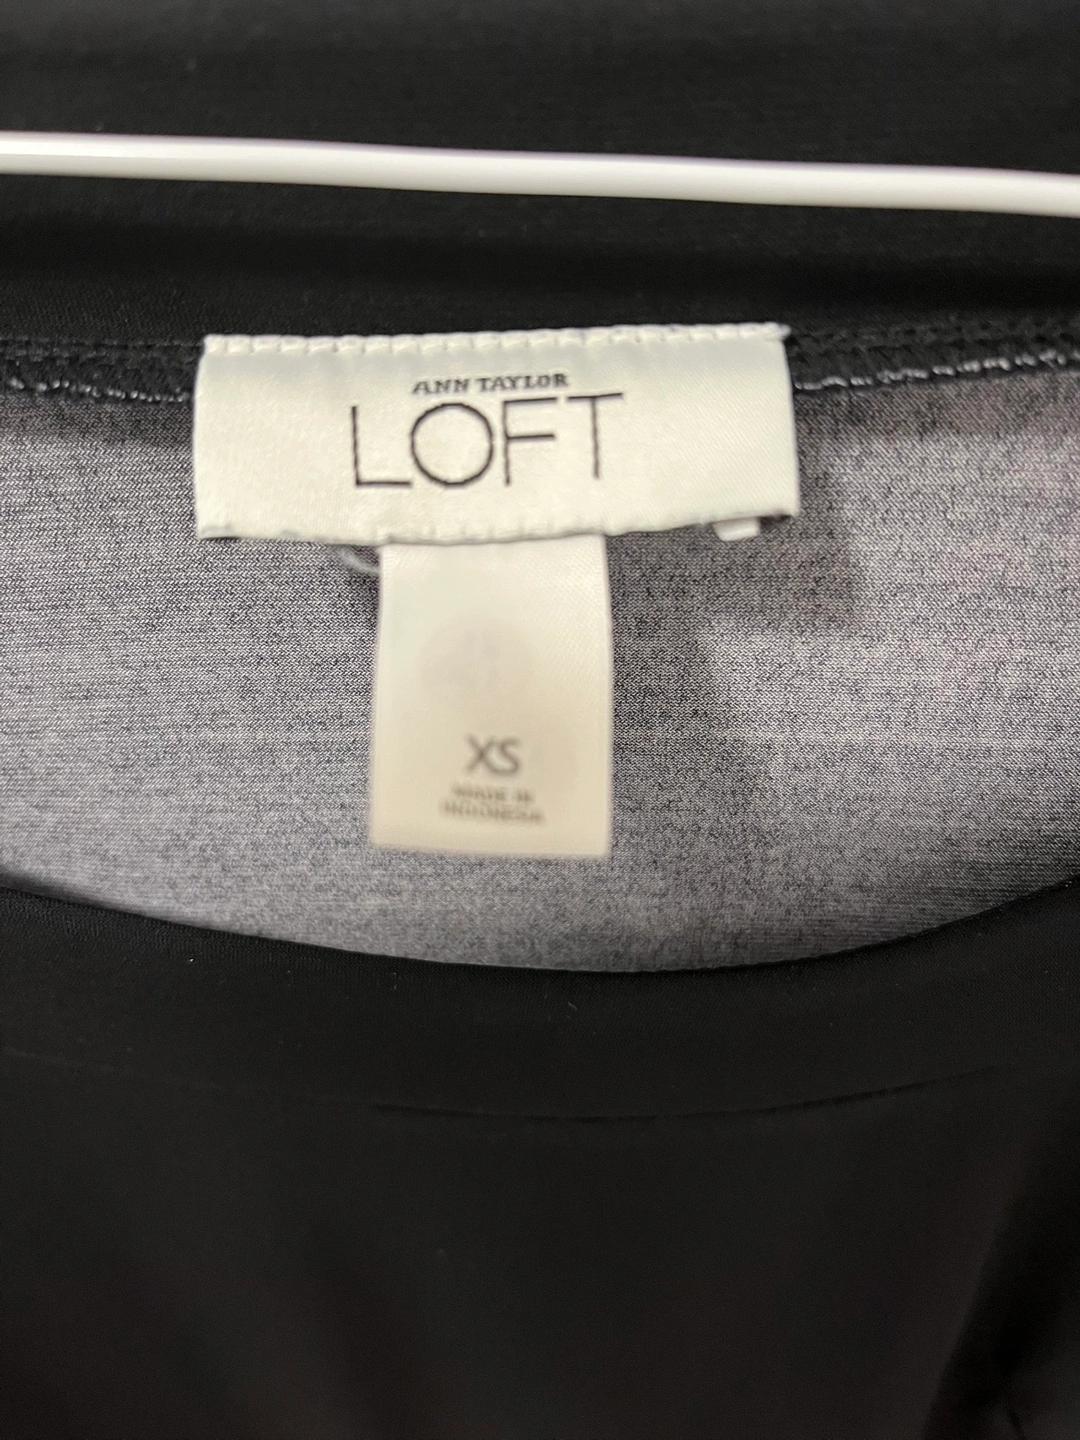 ANN TAYLOR
LOFT
XS
MADE IN
INDONESIA